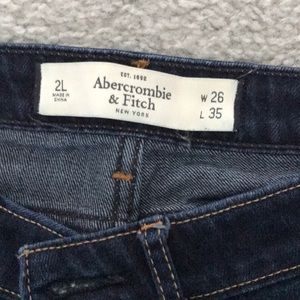 2L
MADE IN
CHINA
EST. 1892
Abercrombie
& Fitch
NEW YORK
W 26
L 35